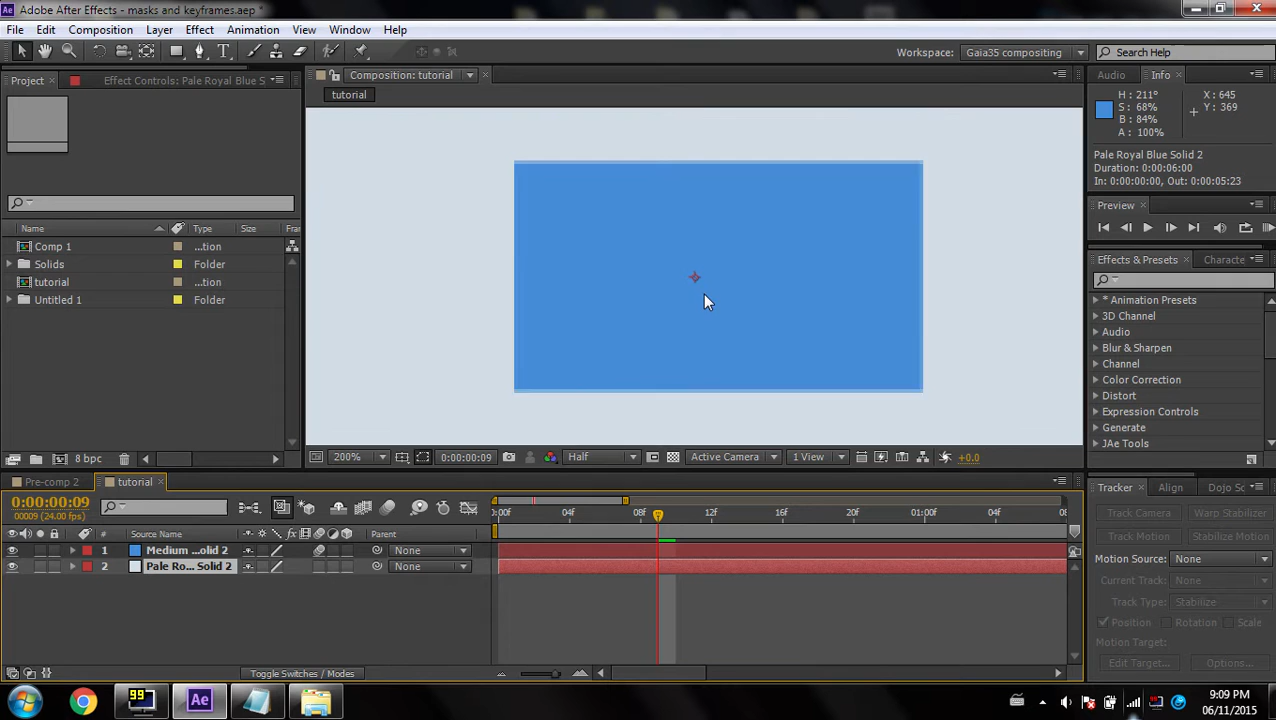 Adobe After Effects - masks and keyframes.aep *
File Edit Composition Layer Effect Animation View Window Help
Workspace: Gaia35 compositing Search Help
Project Effect Controls: Pale Royal Blue S
Composition: tutorial
Audio Info
tutorial
H : 211°
S : 68%
B : 84%
A : 100%
X : 645
Y : 369
Pale Royal Blue Solid 2
Duration: 0:00:06:00
In: 0:00:00:00, Out: 0:00:05:23
Preview
Effects & Presets Characte
Name Type Size Frar
Comp 1 ...tion
Solids Folder
tutorial ...tion
Untitled 1 Folder
* Animation Presets
3D Channel
Audio
Blur & Sharpen
Channel
Color Correction
Distort
Expression Controls
Generate
JAe Tools
8 bpc
200% 0:00:00:09 Half Active Camera 1 View +0.0
Pre-comp 2 tutorial
0:00:00:09
00009 (24.00 fps)
:00F 04F 08F 12F 16F 20F 01:00F 04F 08
# Source Name Parent
1 Medium ...olid 2 None
2 Pale Ro... Solid 2 None
Toggle Switches / Modes
Tracker Align Dojo Sc
Track Camera Warp Stabilizer
Track Motion Stabilize Motion
Motion Source: None
Current Track: None
Track Type: Stabilize
Position Rotation Scale
Motion Target:
Edit Target... Options...
99
Ae
9:09 PM
06/11/2015